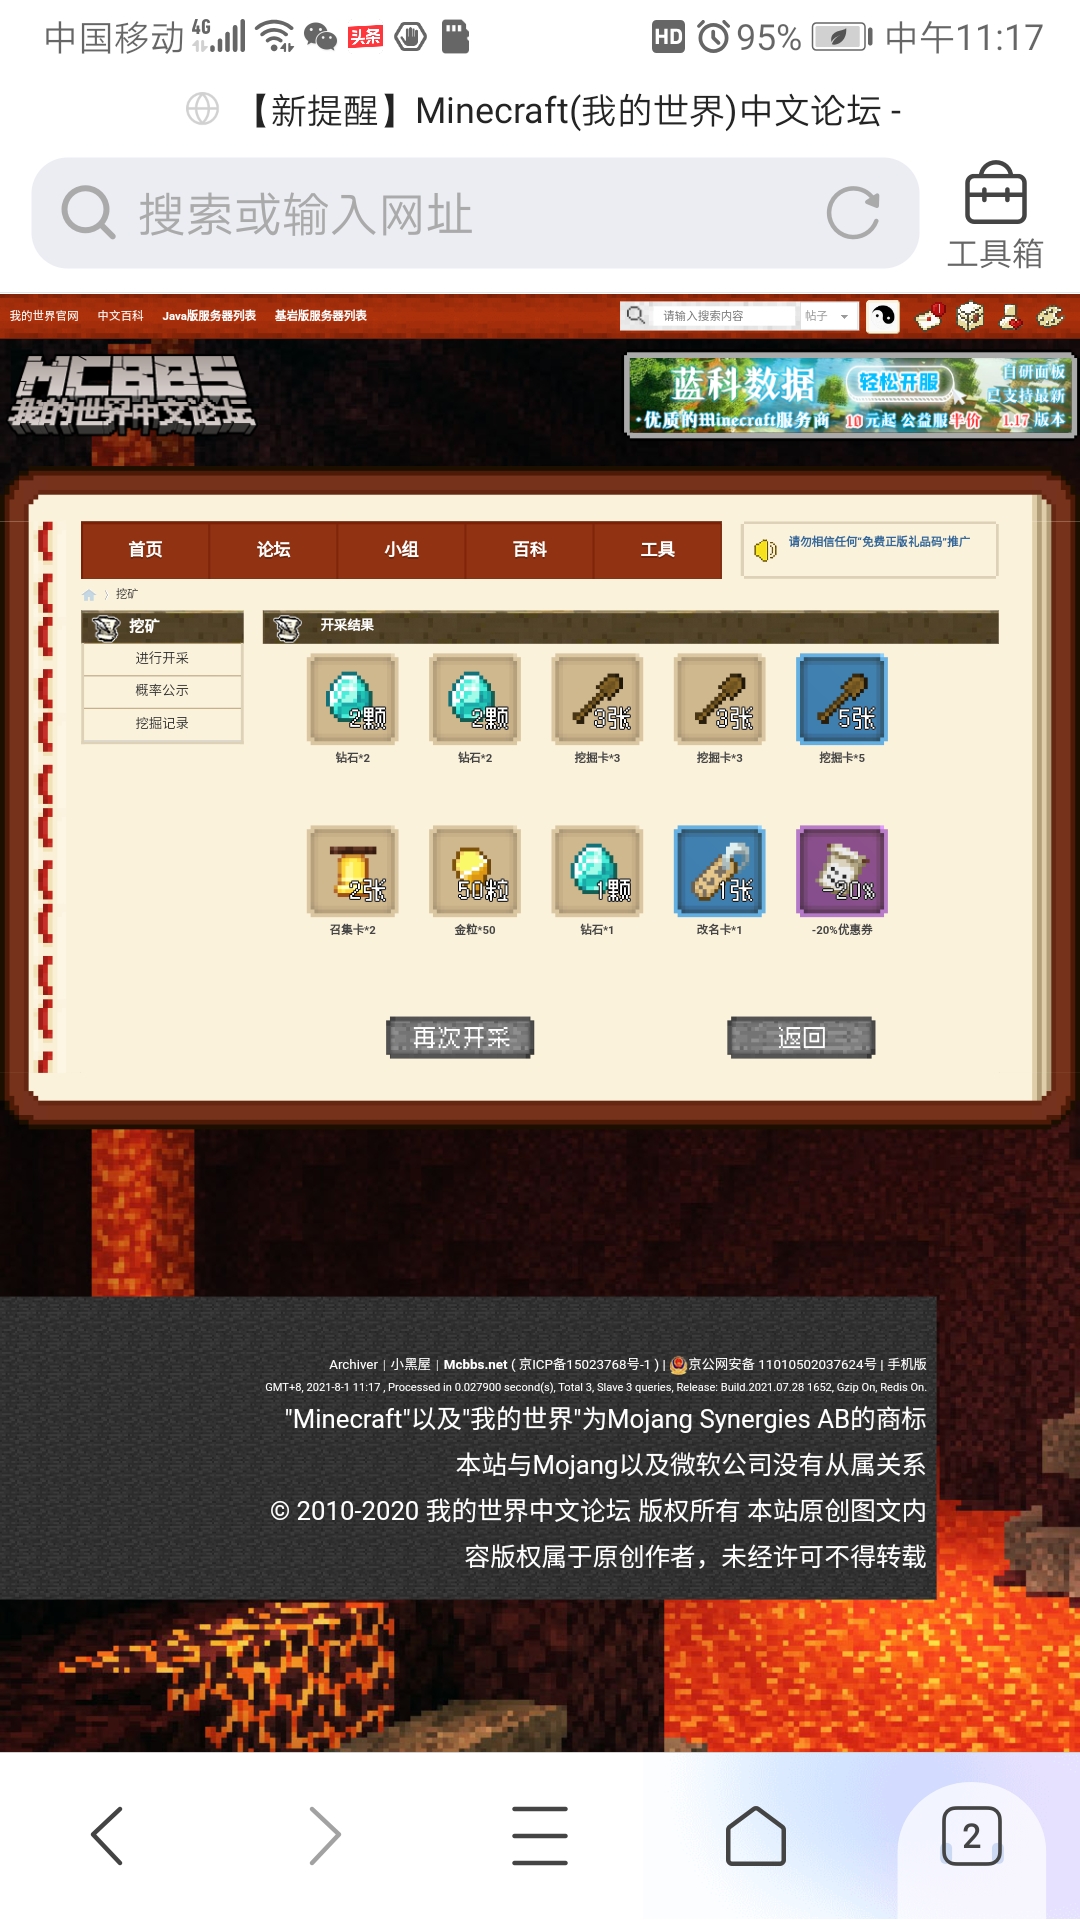 中国移动 4G HD 95% 中午11:17
头条
【新提醒】Minecraft(我的世界)中文论坛 -
搜索或输入网址
工具箱
我的世界官网 中文百科 Java版服务器列表 基岩版服务器列表 请输入搜索内容 帖子
MCBBS
我的世界中文论坛
蓝科数据 轻松开服 自研面板
已支持最新
·优质的Minecraft服务商 10元起 公益服半价 1.17版本
首页 论坛 小组 百科 工具
请勿相信任何“免费正版礼品码”推广
挖矿
挖矿
进行开采
概率公示
挖掘记录
开采结果
2颗 2颗 3张 3张 5张
钻石*2 钻石*2 挖掘卡*3 挖掘卡*3 挖掘卡*5
2张 50粒 1颗 1张 -20%
召集卡*2 金粒*50 钻石*1 改名卡*1 -20%优惠券
再次开采 返回
Archiver | 小黑屋 | Mcbbs.net ( 京ICP备15023768号-1 ) | 京公网安备 11010502037624号 | 手机版
GMT+8, 2021-8-1 11:17 , Processed in 0.027900 second(s), Total 3, Slave 3 queries, Release: Build.2021.07.28 1652, Gzip On, Redis On.
"Minecraft"以及"我的世界"为Mojang Synergies AB的商标
本站与Mojang以及微软公司没有从属关系
© 2010-2020 我的世界中文论坛 版权所有 本站原创图文内
容版权属于原创作者，未经许可不得转载
2